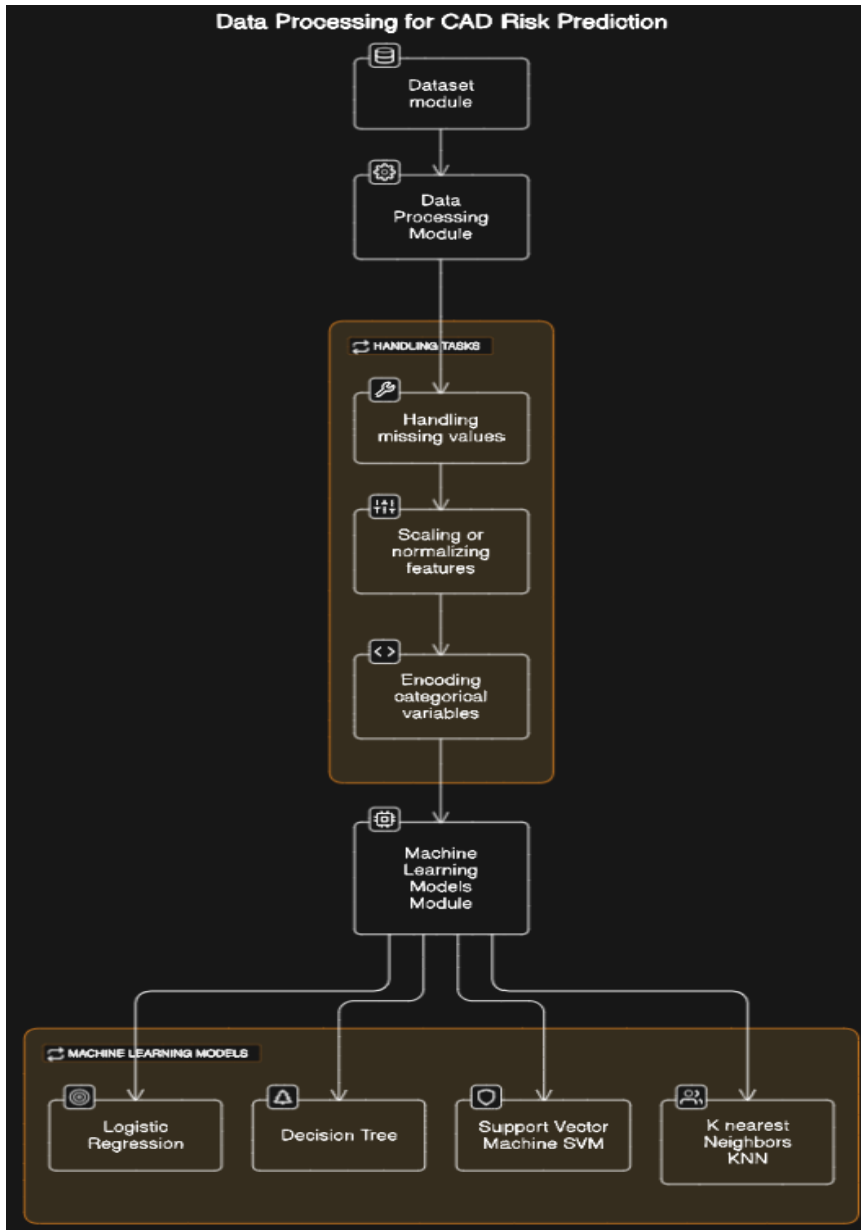 Data Processing for CAD Risk Prediction
Dataset
module
Data
Processing
Module
HANDLING TASKS
Handling
missing values
Scaling or
normalizing
features
Encoding
categorical
variables
Machine
Learning
Models
Module
MACHINE LEARNING MODELS
Logistic
Regression
Decision Tree
Support Vector
Machine SVM
K nearest
Neighbors
KNN